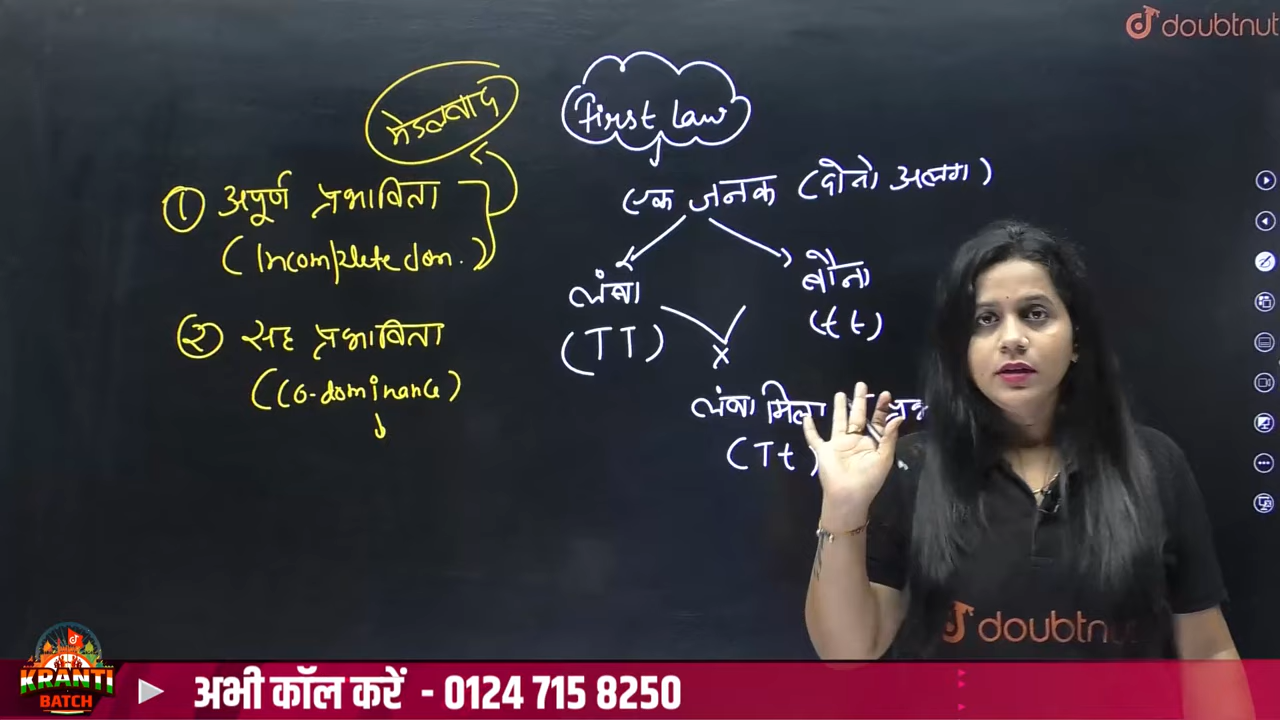 doubtnut
मेंडलवाद
First Law
एक जनक (दोनो अलग)
① अपूर्ण प्रभाविता
(Incomplete dom.)
लंबा
(TT)
बौना
(tt)
x
② सह प्रभाविता
(Co-dominance)
लंबा मिला
(Tt)
doubtnut
KRANTI
BATCH
अभी कॉल करें - 0124 715 8250